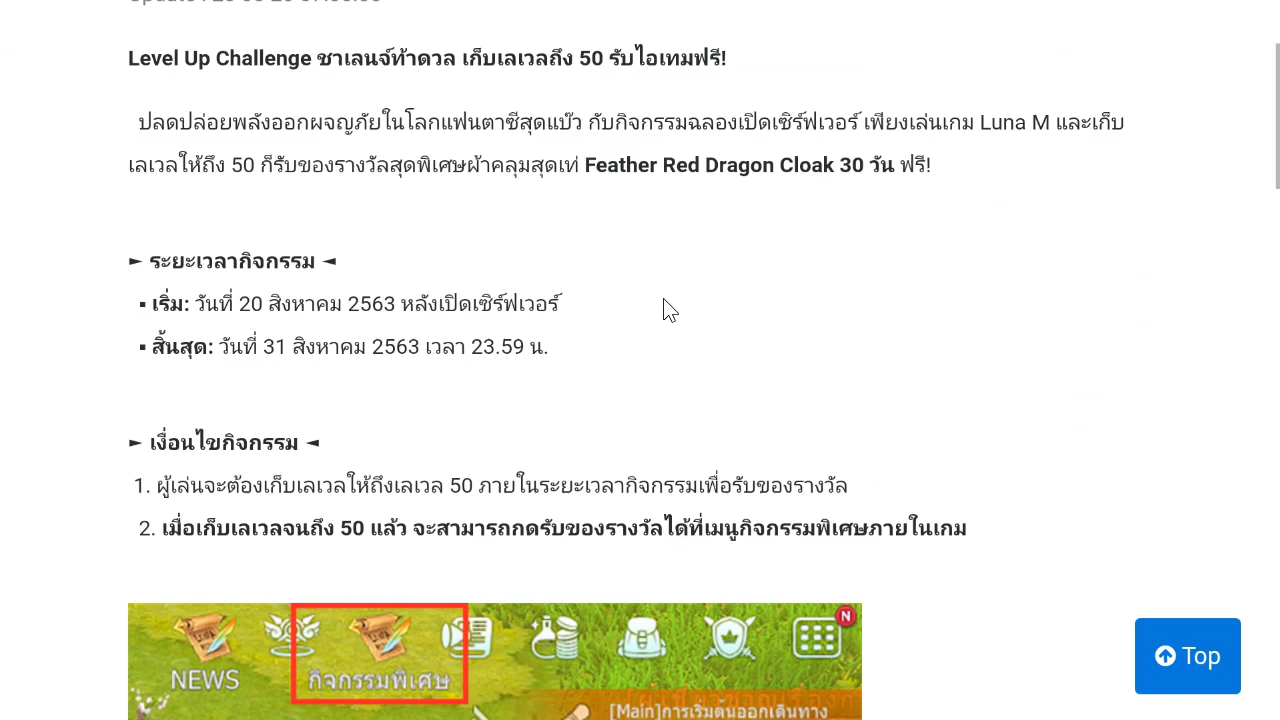 Level Up Challenge ชาเลนจ์ท้าดวล เก็บเลเวลถึง 50 รับไอเทมฟรี!
ปลดปล่อยพลังออกผจญภัยในโลกแฟนตาซีสุดแบ๊ว กับกิจกรรมฉลองเปิดเซิร์ฟเวอร์ เพียงเล่นเกม Luna M และเก็บ
เลเวลให้ถึง 50 ก็รับของรางวัลสุดพิเศษผ้าคลุมสุดเท่ Feather Red Dragon Cloak 30 วัน ฟรี!
► ระยะเวลากิจกรรม ◄
▪ เริ่ม: วันที่ 20 สิงหาคม 2563 หลังเปิดเซิร์ฟเวอร์
▪ สิ้นสุด: วันที่ 31 สิงหาคม 2563 เวลา 23.59 น.
► เงื่อนไขกิจกรรม ◄
1. ผู้เล่นจะต้องเก็บเลเวลให้ถึงเลเวล 50 ภายในระยะเวลากิจกรรมเพื่อรับของรางวัล
2. เมื่อเก็บเลเวลจนถึง 50 แล้ว จะสามารถกดรับของรางวัลได้ที่เมนูกิจกรรมพิเศษภายในเกม
N
NEWS กิจกรรมพิเศษ
Top
[Main]การเริ่มต้นออกเดินทาง